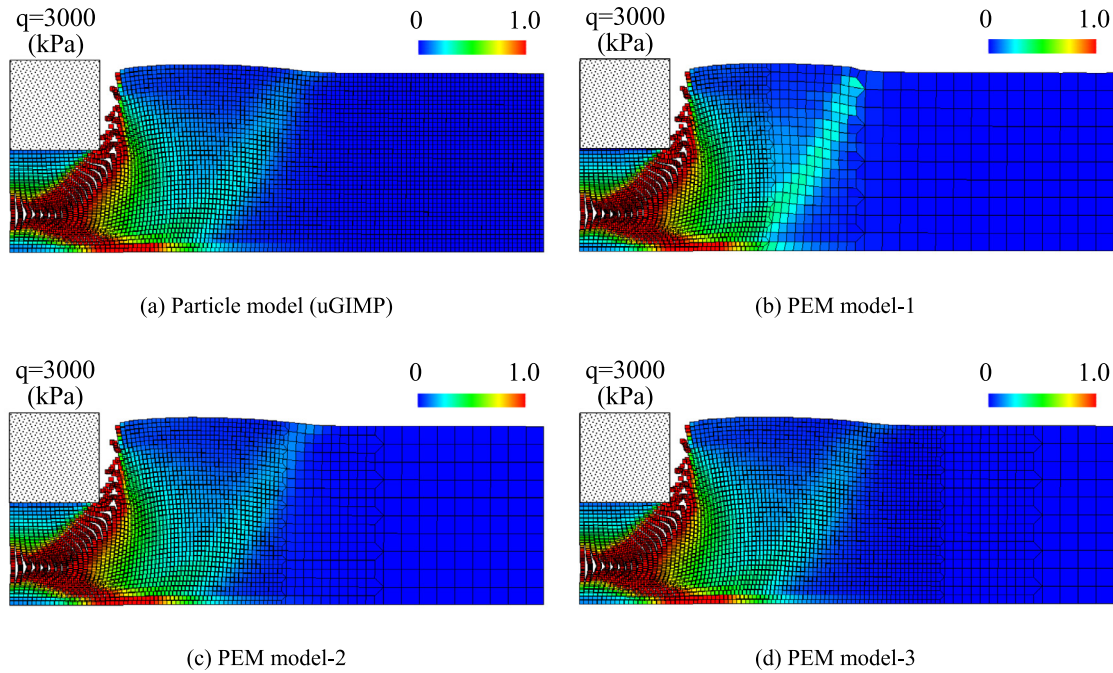 q=3000
(kPa)
0 1.0
q=3000
(kPa)
0 1.0
(a) Particle model (uGIMP)
(b) PEM model-1
q=3000
(kPa)
0 1.0
q=3000
(kPa)
0 1.0
(c) PEM model-2
(d) PEM model-3